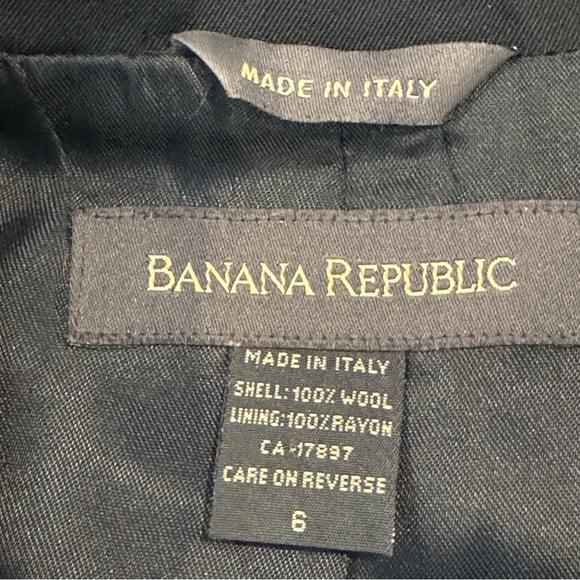 MADE IN ITALY
BANANA REPUBLIC
MADE IN ITALY
SHELL: 100% WOOL
LINING: 100% RAYON
CA-17897
CARE ON REVERSE
6